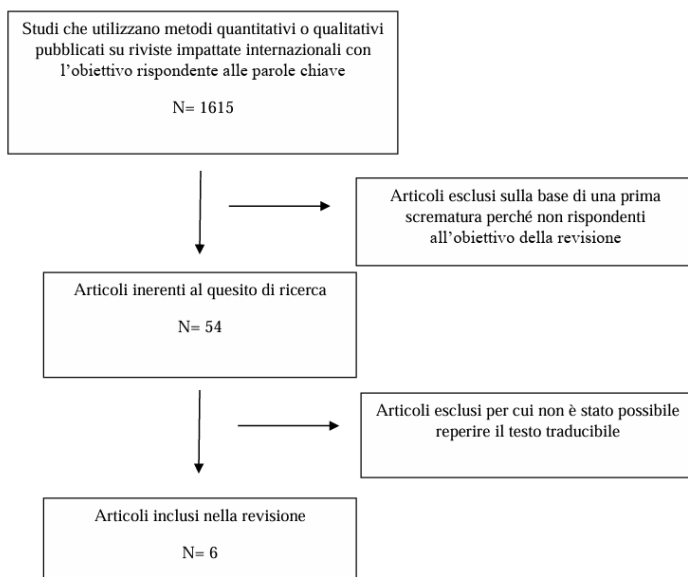 Studi che utilizzano metodi quantitativi o qualitativi
pubblicati su riviste impattate internazionali con
l’obiettivo rispondente alle parole chiave
N= 1615
Articoli esclusi sulla base di una prima
scrematura perché non rispondenti
all’obiettivo della revisione
Articoli inerenti al quesito di ricerca
N= 54
Articoli esclusi per cui non è stato possibile
reperire il testo traducibile
Articoli inclusi nella revisione
N= 6